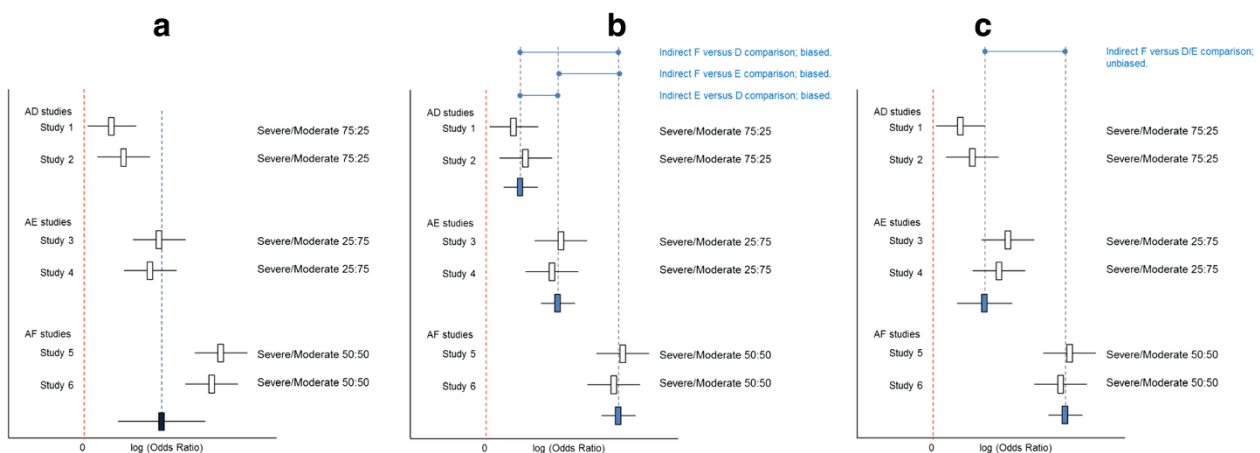 a
AD studies
Study 1
Severe/Moderate 75:25
Study 2
Severe/Moderate 75:25
AE studies
Study 3
Severe/Moderate 25:75
Study 4
Severe/Moderate 25:75
AF studies
Study 5
Severe/Moderate 50:50
Study 6
Severe/Moderate 50:50
0
log (Odds Ratio)
b
Indirect F versus D comparison; biased.
Indirect F versus E comparison; biased.
Indirect E versus D comparison; biased.
AD studies
Study 1
Severe/Moderate 75:25
Study 2
Severe/Moderate 75:25
AE studies
Study 3
Severe/Moderate 25:75
Study 4
Severe/Moderate 25:75
AF studies
Study 5
Severe/Moderate 50:50
Study 6
Severe/Moderate 50:50
0
log (Odds Ratio)
c
Indirect F versus D/E comparison;
unbiased.
AD studies
Study 1
Severe/Moderate 75:25
Study 2
Severe/Moderate 75:25
AE studies
Study 3
Severe/Moderate 25:75
Study 4
Severe/Moderate 25:75
AF studies
Study 5
Severe/Moderate 50:50
Study 6
Severe/Moderate 50:50
0
log (Odds Ratio)